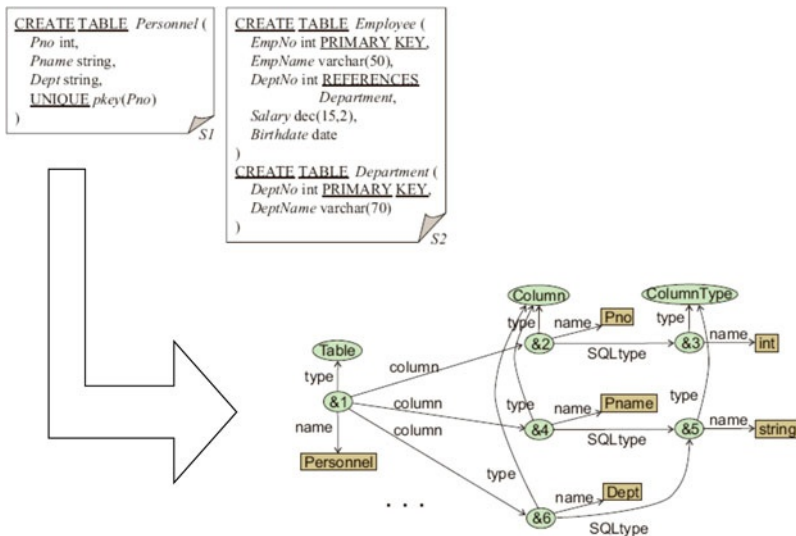 CREATE TABLE Personnel (
Pno int,
Pname string,
Dept string,
UNIQUE pkey(Pno)
)
S1
CREATE TABLE Employee (
EmpNo int PRIMARY KEY,
EmpName varchar(50),
DeptNo int REFERENCES
Department,
Salary dec(15,2),
Birthdate date
)
CREATE TABLE Department (
DeptNo int PRIMARY KEY,
DeptName varchar(70)
)
S2
Column
ColumnType
type
name
Pno
type
Table
column
&2
SQLtype
&3
name
int
type
&1
column
type
name
Pname
type
name
column
&4
SQLtype
&5
name
string
Personnel
type
name
Dept
. . .
&6
SQLtype